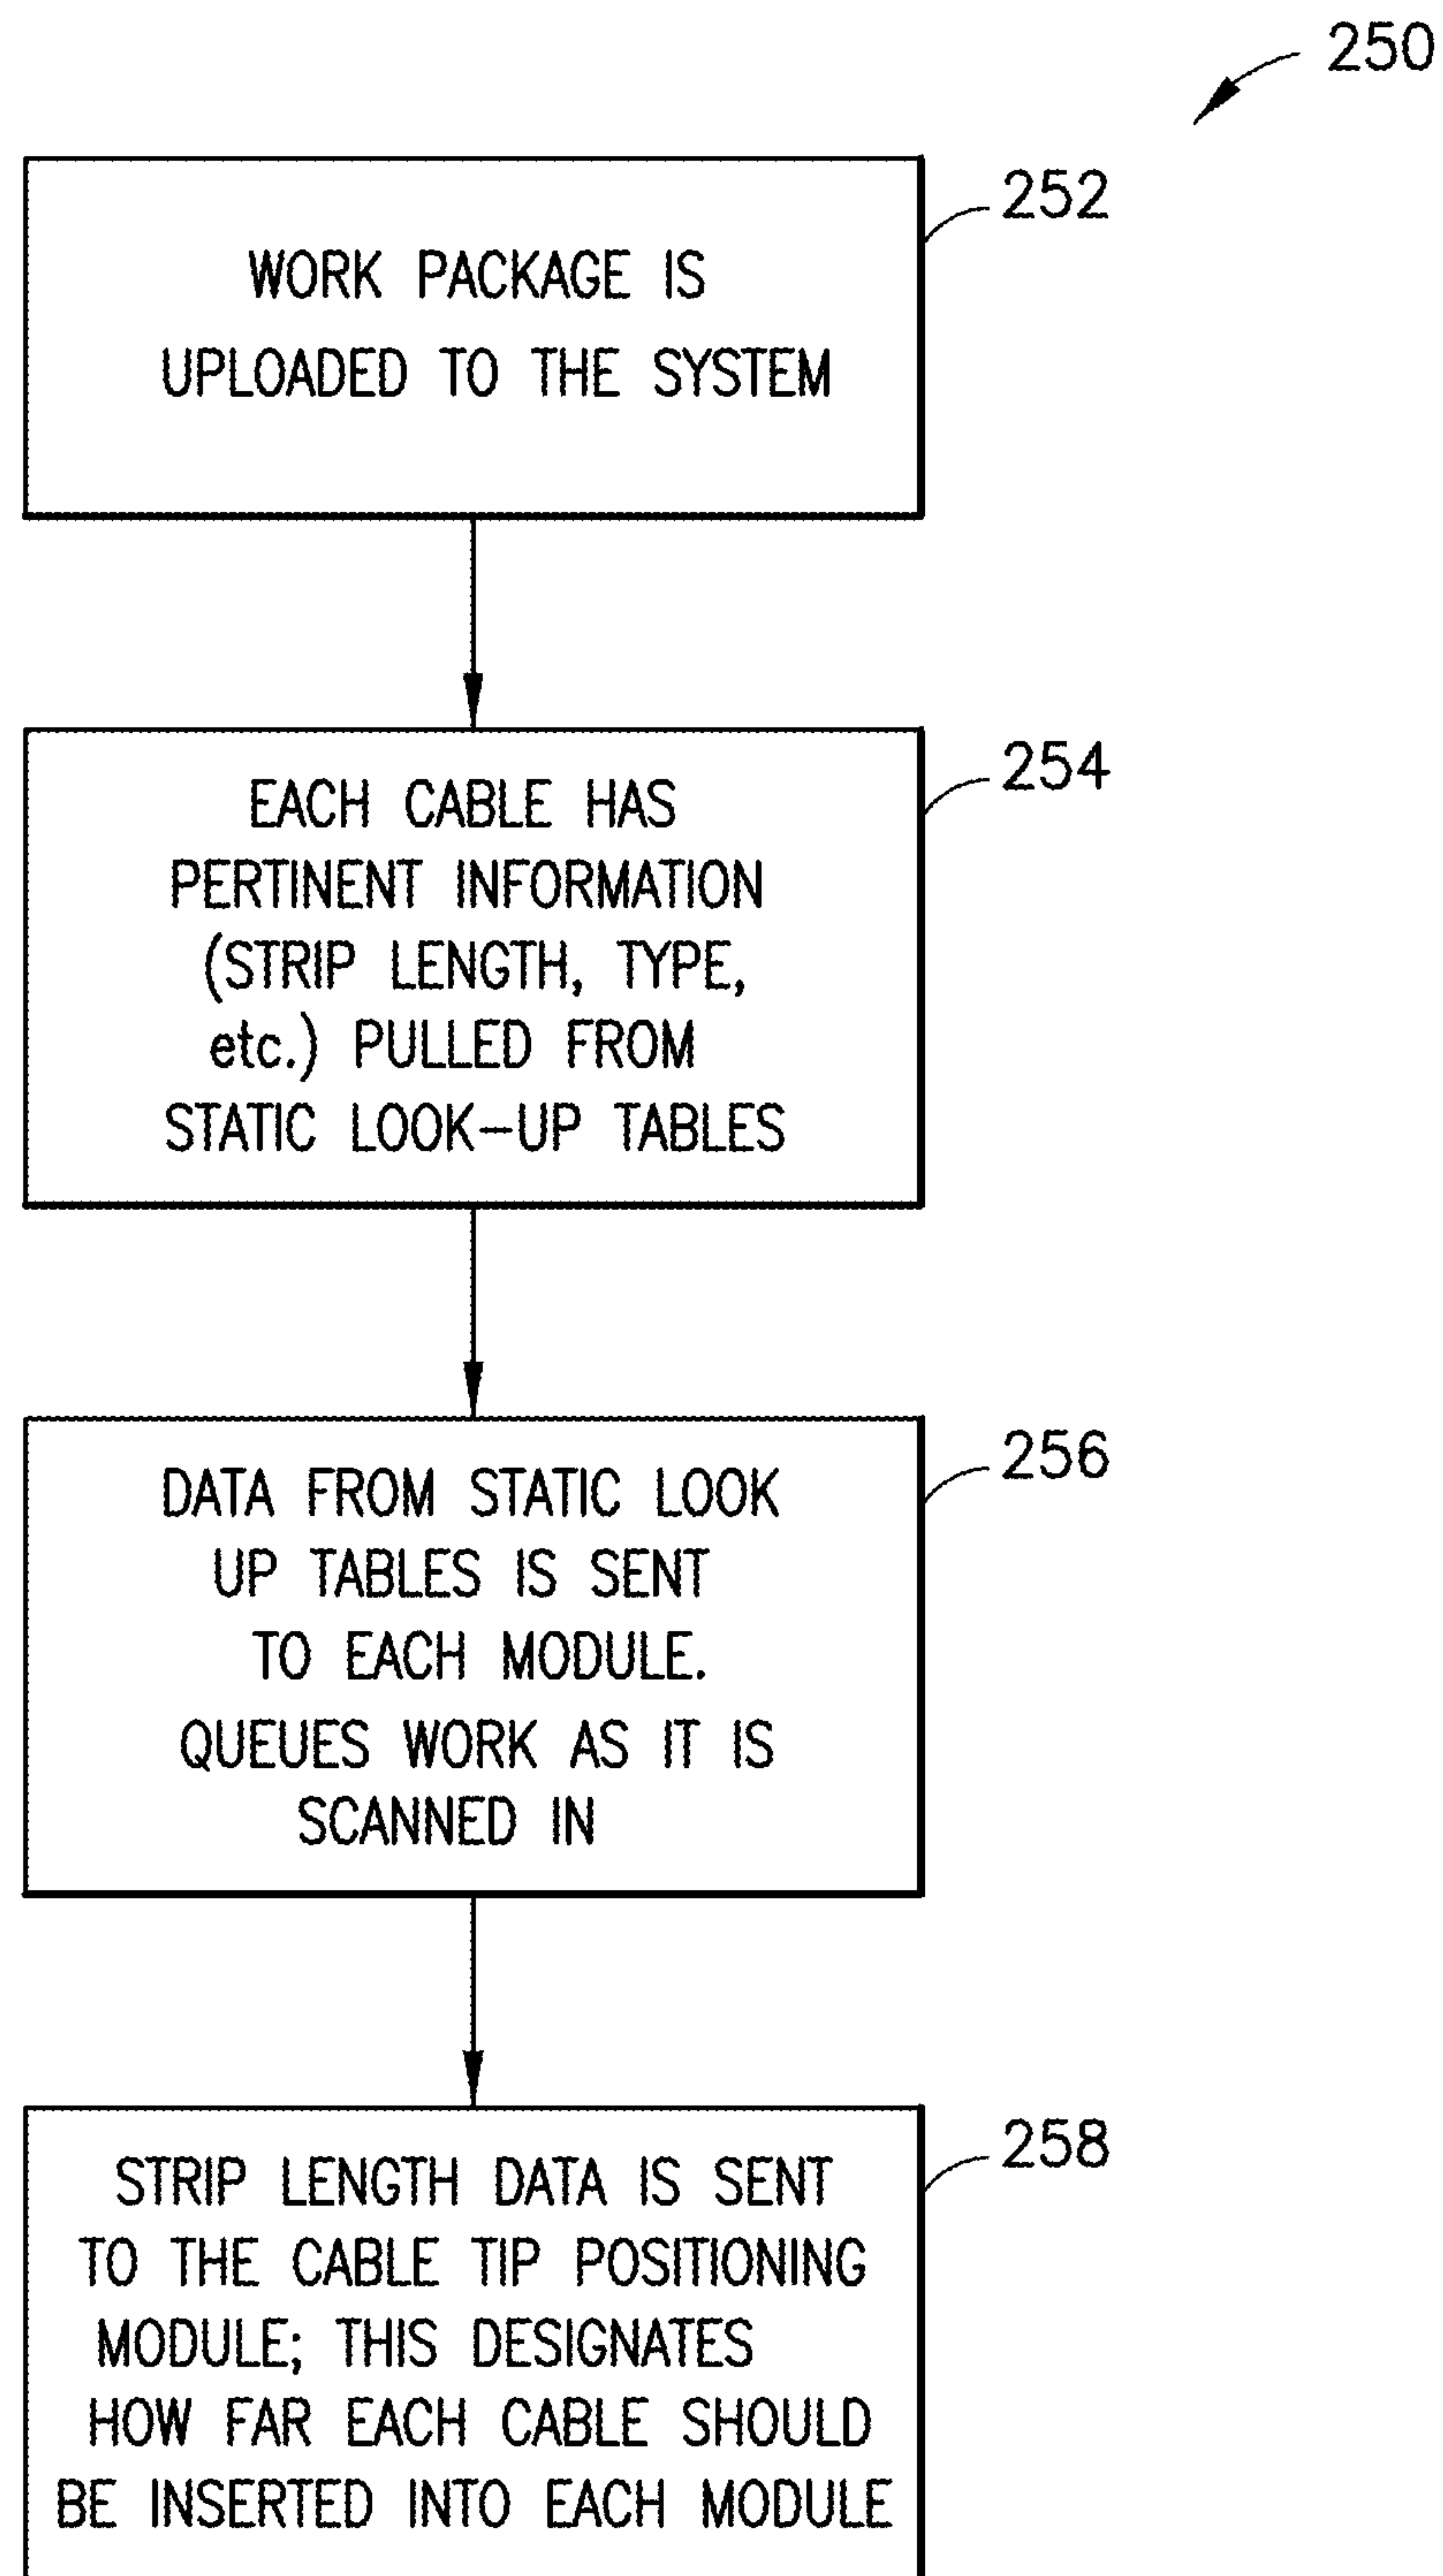 250
252
WORK PACKAGE IS
UPLOADED TO THE SYSTEM
254
EACH CABLE HAS
PERTINENT INFORMATION
(STRIP LENGTH, TYPE,
etc.) PULLED FROM
STATIC LOOK-UP TABLES
256
DATA FROM STATIC LOOK
UP TABLES IS SENT
TO EACH MODULE.
QUEUES WORK AS IT IS
SCANNED IN
258
STRIP LENGTH DATA IS SENT
TO THE CABLE TIP POSITIONING
MODULE; THIS DESIGNATES
HOW FAR EACH CABLE SHOULD
BE INSERTED INTO EACH MODULE